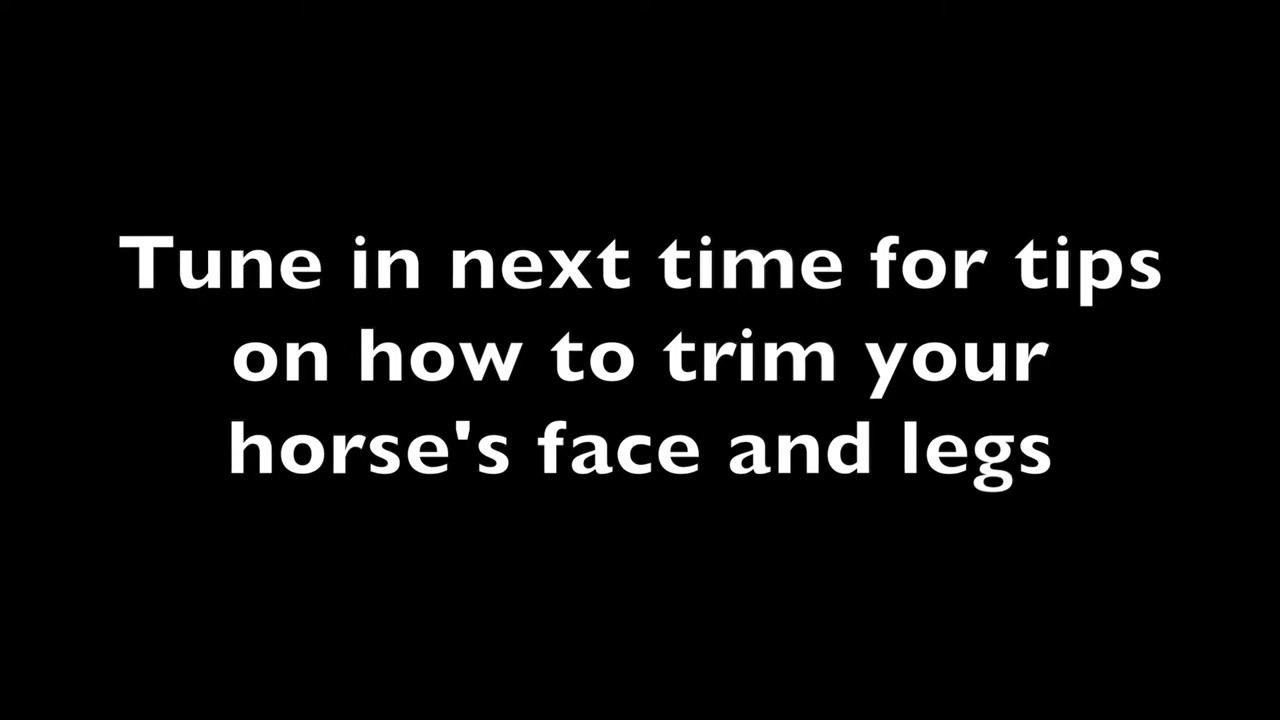 Tune in next time for tips
on how to trim your
horse's face and legs